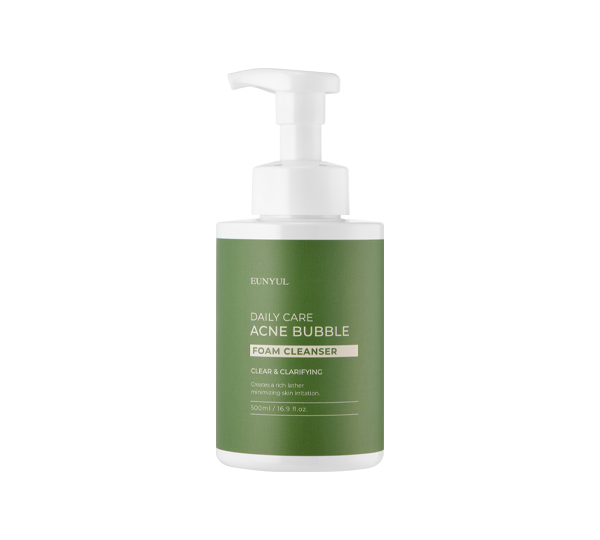 EUNYUL
DAILY CARE
ACNE BUBBLE
FOAM CLEANSER
CLEAR & CLARIFYING
Creates a rich lather
minimizing skin irritation.
500ml / 16.9 fl oz.